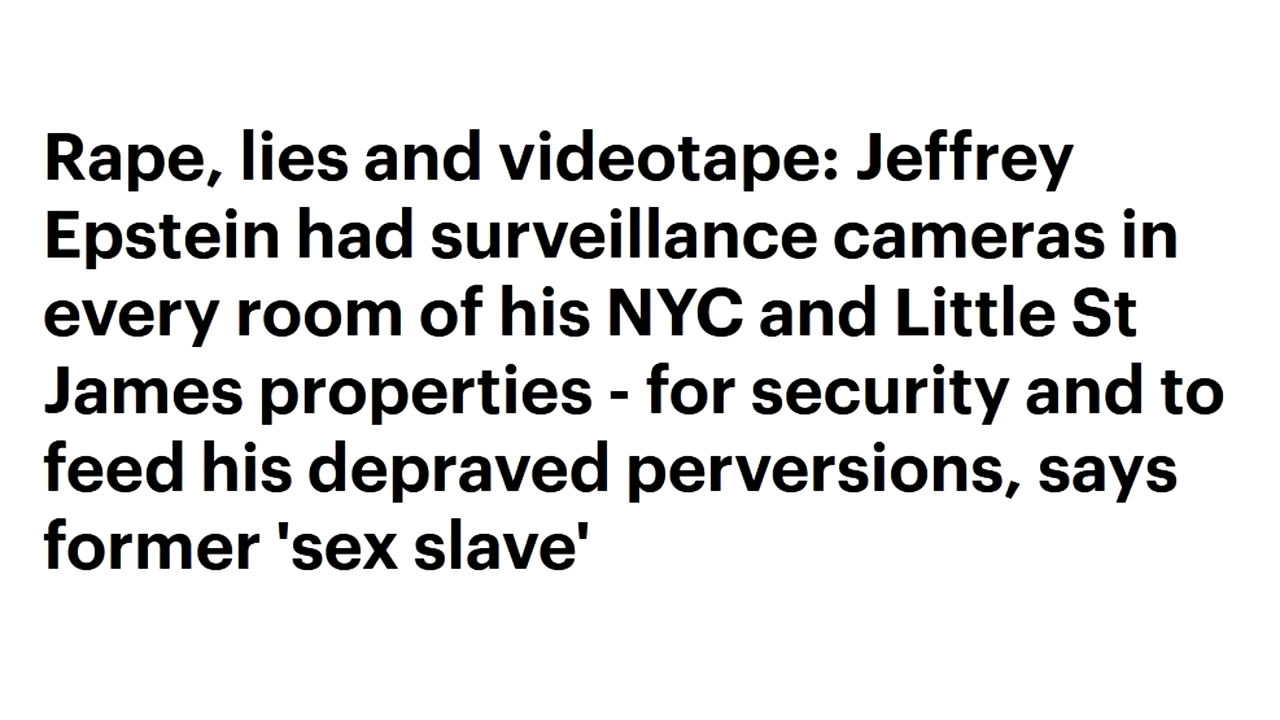 Rape, lies and videotape: Jeffrey
Epstein had surveillance cameras in
every room of his NYC and Little St
James properties - for security and to
feed his depraved perversions, says
former 'sex slave'